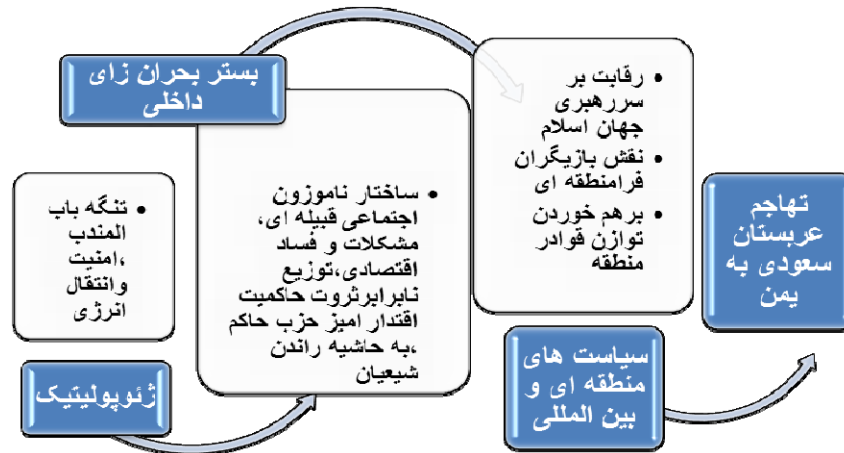 بستر بحران زای
داخلی
رقابت بر
سررهبری
جهان اسلام
نقش بازیگران
فرامنطقه ای
برهم خوردن
توازن قوادر
منطقه
تهاجم
عربستان
سعودی به
یمن
تنگه باب
المندب
،امنیت
وانتقال
انرژی
ساختار ناموزون
اجتماعی قبیله ای،
مشکلات و فساد
اقتصادی،توزیع
نابرابرثروت حاکمیت
اقتدار امیز حزب حاکم
،به حاشیه راندن
شیعیان
ژئوپولیتیک
سیاست های
منطقه ای و
بین المللی